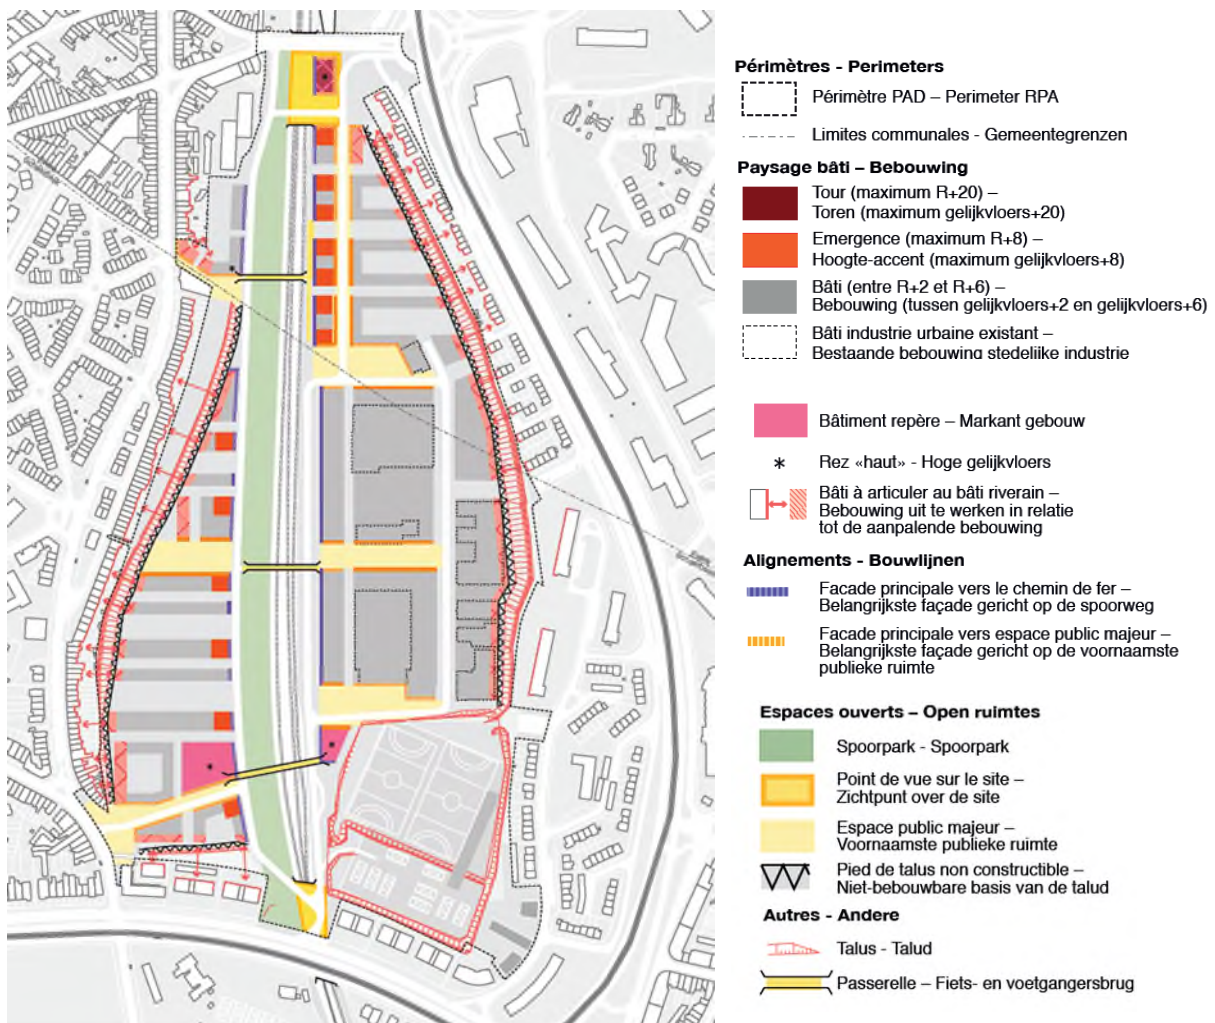 Périmètres - Perimeters
Périmètre PAD – Perimeter RPA
Limites communales - Gemeentegrenzen
Paysage bâti – Bebouwing
Tour (maximum R+20) –
Toren (maximum gelijkvloers+20)
Emergence (maximum R+8) –
Hoogte-accent (maximum gelijkvloers+8)
Bâti (entre R+2 et R+6) –
Bebouwing (tussen gelijkvloers+2 en gelijkvloers+6)
Bâti industrie urbaine existant –
Bestaande bebouwing stedelijke industrie
Bâtiment repère – Markant gebouw
* Rez «haut» - Hoge gelijkvloers
Bâti à articuler au bâti riverain –
Bebouwing uit te werken in relatie
tot de aanpalende bebouwing
Alignements - Bouwlijnen
Facade principale vers le chemin de fer –
Belangrijkste façade gericht op de spoorweg
Facade principale vers espace public majeur –
Belangrijkste façade gericht op de voornaamste
publieke ruimte
Espaces ouverts – Open ruimtes
Spoorpark - Spoorpark
Point de vue sur le site –
Zichtpunt over de site
Espace public majeur –
Voornaamste publieke ruimte
Pied de talus non constructible –
Niet-bebouwbare basis van de talud
Autres - Andere
Talus - Talud
Passerelle – Fiets- en voetgangersbrug